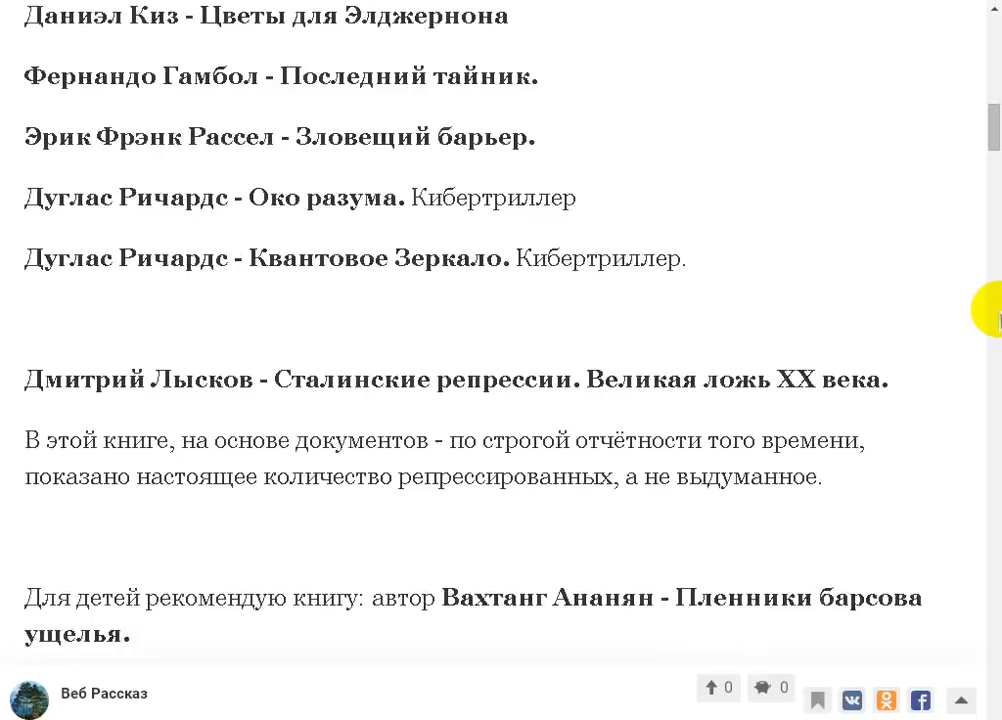 Даниэл Киз - Цветы для Элджернона
Фернандо Гамбол - Последний тайник.
Эрик Фрэнк Рассел - Зловещий барьер.
Дуглас Ричардс - Око разума. Кибертриллер
Дуглас Ричардс - Квантовое Зеркало. Кибертриллер.
Дмитрий Лысков - Сталинские репрессии. Великая ложь XX века.
В этой книге, на основе документов - по строгой отчётности того времени,
показано настоящее количество репрессированных, а не выдуманное.
Для детей рекомендую книгу: автор Вахтанг Ананян - Пленники барсова
ущелья.
Веб Рассказ
0
0